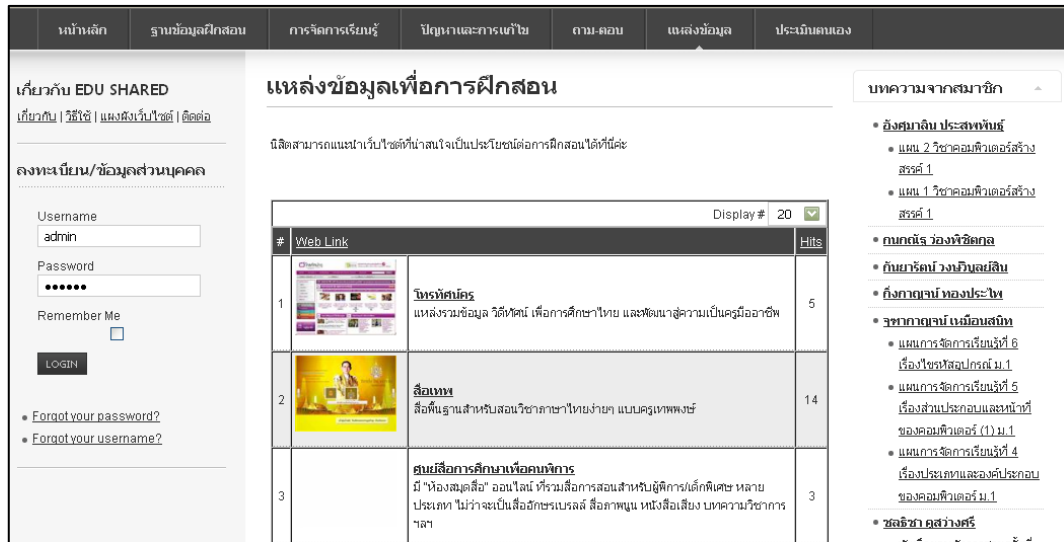 หน้าหลัก
ฐานข้อมูลฝึกสอน
การจัดการเรียนรู้
ปัญหาและการแก้ไข
ถาม-ตอบ
แหล่งข้อมูล
ประเมินตนเอง
เกี่ยวกับ EDU SHARED
เกี่ยวกับ | วิธีใช้ | แผงผังเว็บไซต์ | ติดต่อ
ลงทะเบียน/ข้อมูลส่วนบุคคล
Username
admin
Password
••••••
Remember Me
LOGIN
Forgot your password?
Forgot your username?
แหล่งข้อมูลเพื่อการฝึกสอน
นิสิตสามารถแนะนำเว็บไซต์ที่น่าสนใจเป็นประโยชน์ต่อการฝึกสอนได้ที่นี่ค่ะ
Display # 20
# Web Link Hits
1
โทรทัศน์ครู
แหล่งรวมข้อมูล วิดีทัศน์ เพื่อการศึกษาไทย และพัฒนาสู่ความเป็นครูมืออาชีพ
5
2
สื่อเทพ
สื่อพื้นฐานสำหรับสอนวิชาภาษาไทยง่ายๆ แบบครูเทพพงษ์
14
3
ศูนย์สื่อการศึกษาเพื่อคนพิการ
มี "ห้องสมุดสื่อ" ออนไลน์ ที่รวมสื่อการสอนสำหรับผู้พิการ/เด็กพิเศษ หลาย
ประเภท ไม่ว่าจะเป็นสื่ออักษรเบรลล์ สื่อภาพนูน หนังสือเสียง บทความวิชาการ
ฯลฯ
3
บทความจากสมาชิก
อังศุมาลิน ประสพพันธ์
แผน 2 วิชาคอมพิวเตอร์สร้าง
สรรค์ 1
แผน 1 วิชาคอมพิวเตอร์สร้าง
สรรค์ 1
กนกณัฐ ว่องพิชิตกุล
กันยารัตน์ วงษ์วิบูลย์สิน
กิ่งกาญจน์ ทองประไพ
จุฑากาญจน์ เหมือนสนิท
แผนการจัดการเรียนรู้ที่ 6
เรื่องไขรหัสอุปกรณ์ ม.1
แผนการจัดการเรียนรู้ที่ 5
เรื่องส่วนประกอบและหน้าที่
ของคอมพิวเตอร์ (1) ม.1
แผนการจัดการเรียนรู้ที่ 4
เรื่องประเภทและองค์ประกอบ
ของคอมพิวเตอร์ ม.1
ชลธิชา ดูสว่างศรี